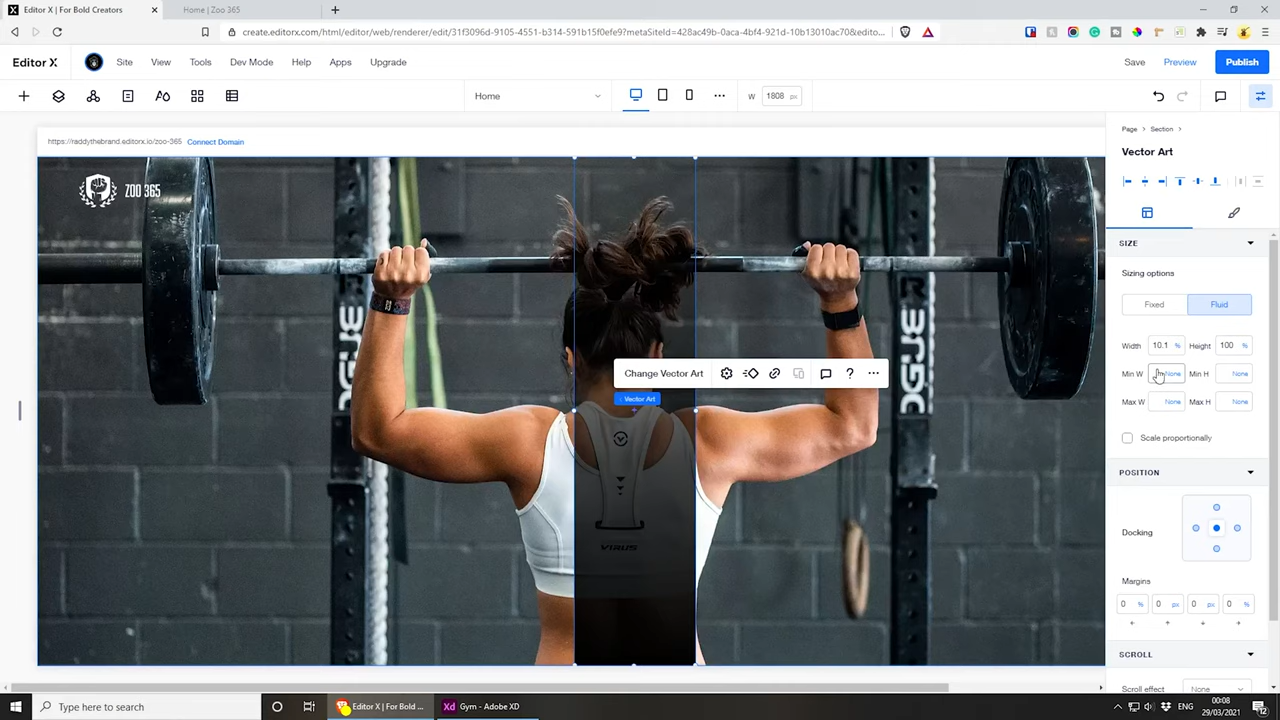 Editor X | For Bold Creators
Home | Zoo 365
create.editorx.com/html/editor/web/renderer/edit/31f3096d-9105-4551-b314-591b15f0efe9?metaSiteId=428ac49b-0aca-4bf4-921d-10b13010ac70&edito...
Editor X
Site
View
Tools
Dev Mode
Help
Apps
Upgrade
Save
Preview
Publish
Home
W
1808
px
https://raddythebrand.editorx.io/zoo-365
Connect Domain
Page
Section
Vector Art
ZOO 365
SIZE
Sizing options
Fixed
Fluid
Width
10.1
%
Height
100
%
Min W
None
Min H
None
Max W
None
Max H
None
Change Vector Art
Vector Art
Scale proportionally
POSITION
Docking
VIRUS
Margins
0 %
0 px
0 px
0 %
SCROLL
Scroll effect
None
Type here to search
Editor X | For Bold ...
Xd
Gym - Adobe XD
ENG
00:08
29/03/2021
12